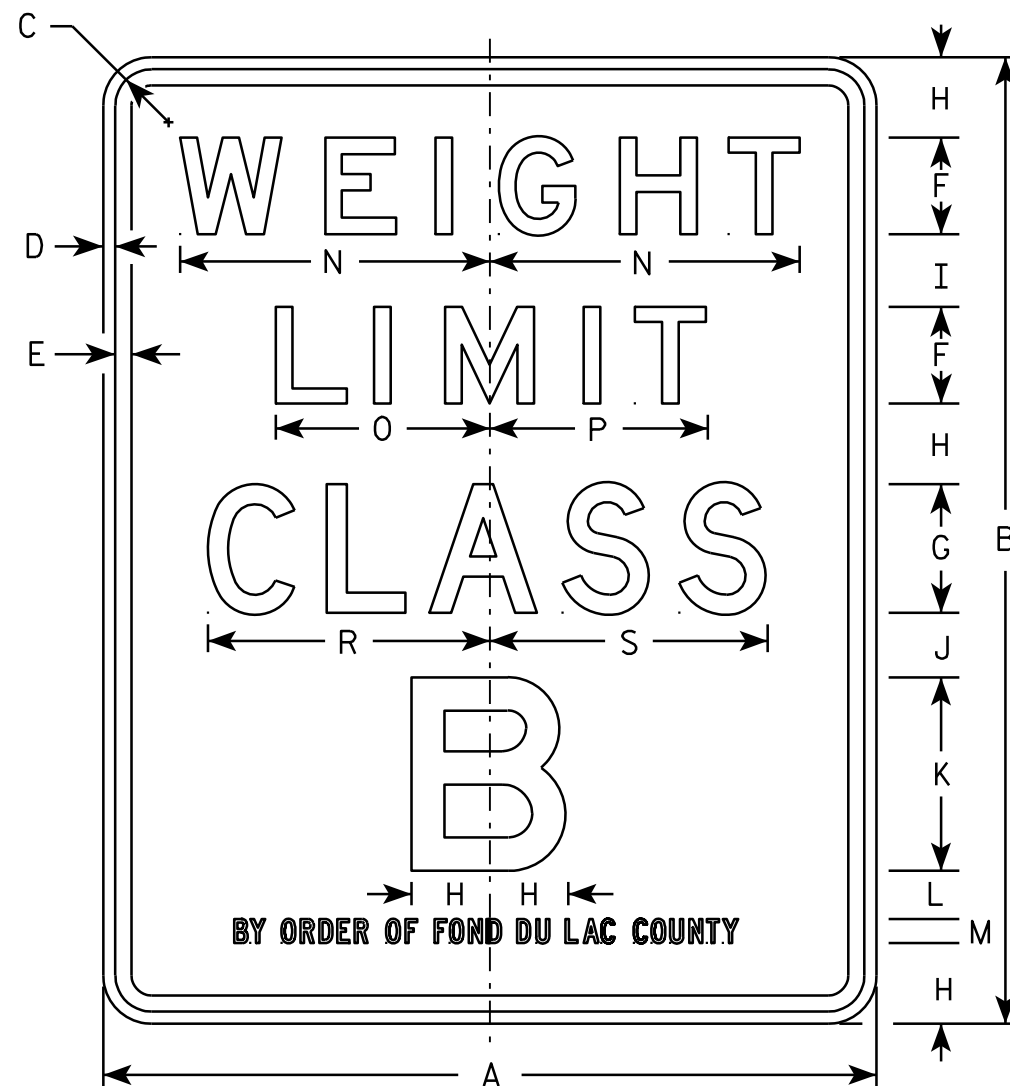 C
H
WEIGHT
F
D
N N
I
LIMIT
E
F
O P
H
CLASS
G
B
R S
J
B
K
H H
L
BY ORDER OF FOND DU LAC COUNTY
M
H
A